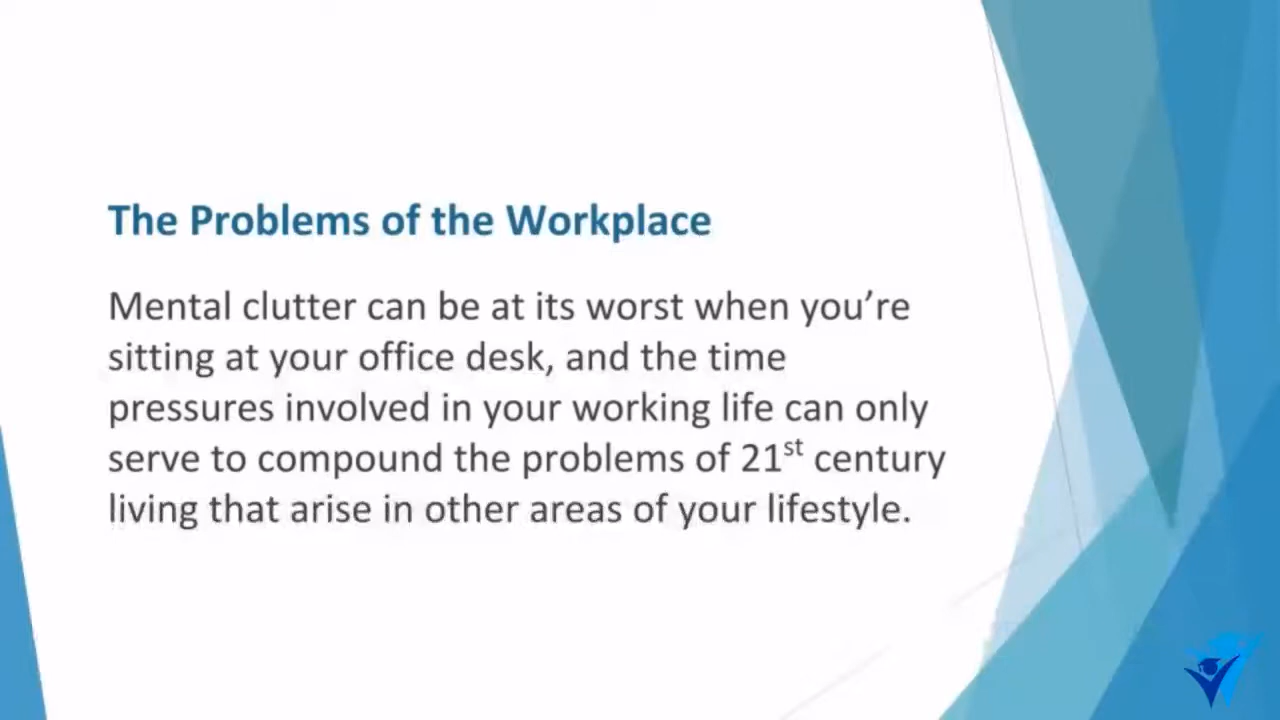 The Problems of the Workplace
Mental clutter can be at its worst when you’re
sitting at your office desk, and the time
pressures involved in your working life can only
serve to compound the problems of 21st century
living that arise in other areas of your lifestyle.